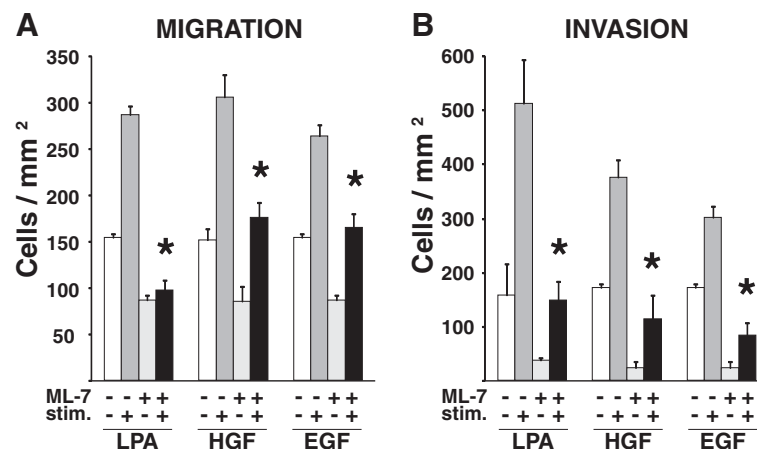 A MIGRATION
Cells / mm 2
350
300
250
200
150
100
50
* * *
ML-7 - - + + - - + + - - + +
stim. - + - + - + - + - + - +
LPA HGF EGF
B INVASION
Cells / mm 2
600
500
400
300
200
100
* * *
ML-7 - - + + - - + + - - + +
stim. - + - + - + - + - + - +
LPA HGF EGF